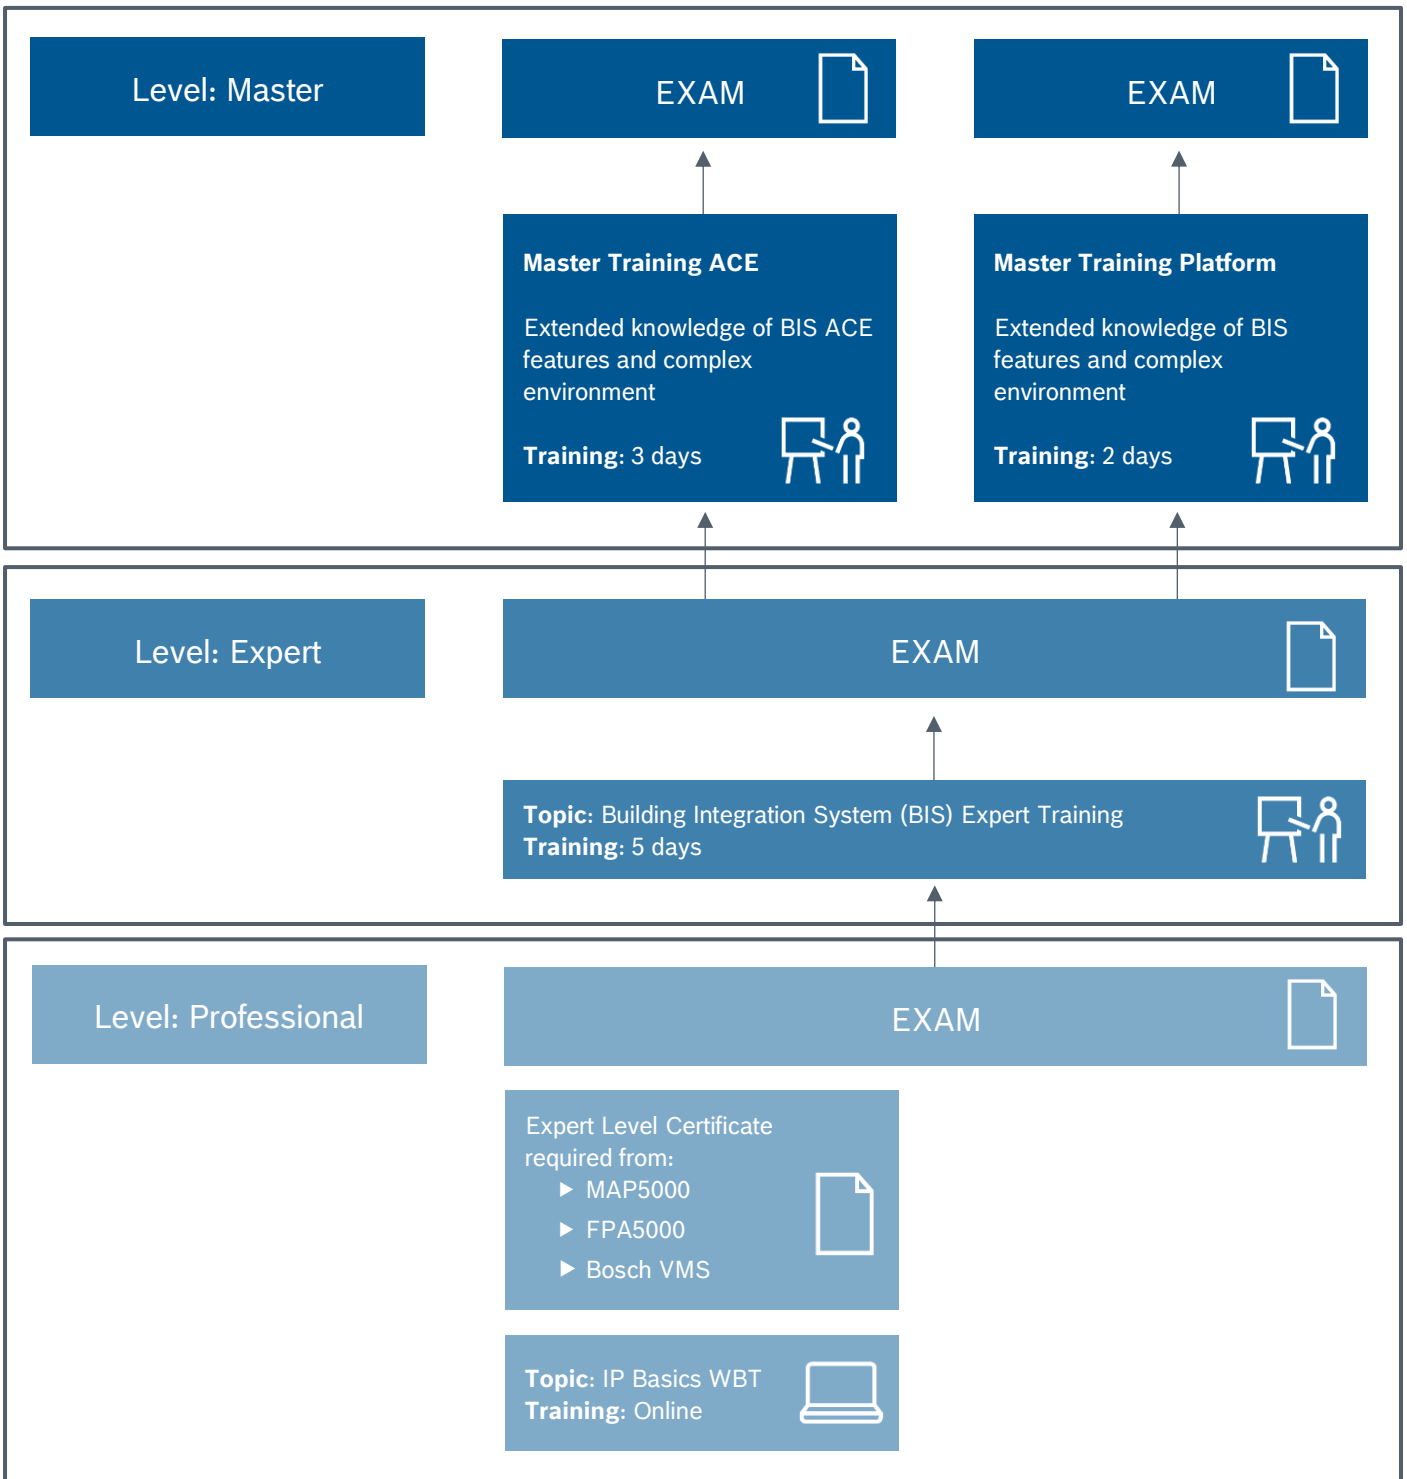 Level: Master
EXAM
EXAM
Master Training ACE
Extended knowledge of BIS ACE
features and complex
environment
Training: 3 days
Master Training Platform
Extended knowledge of BIS
features and complex
environment
Training: 2 days
Level: Expert
EXAM
Topic: Building Integration System (BIS) Expert Training
Training: 5 days
Level: Professional
EXAM
Expert Level Certificate
required from:
▶ MAP5000
▶ FPA5000
▶ Bosch VMS
Topic: IP Basics WBT
Training: Online